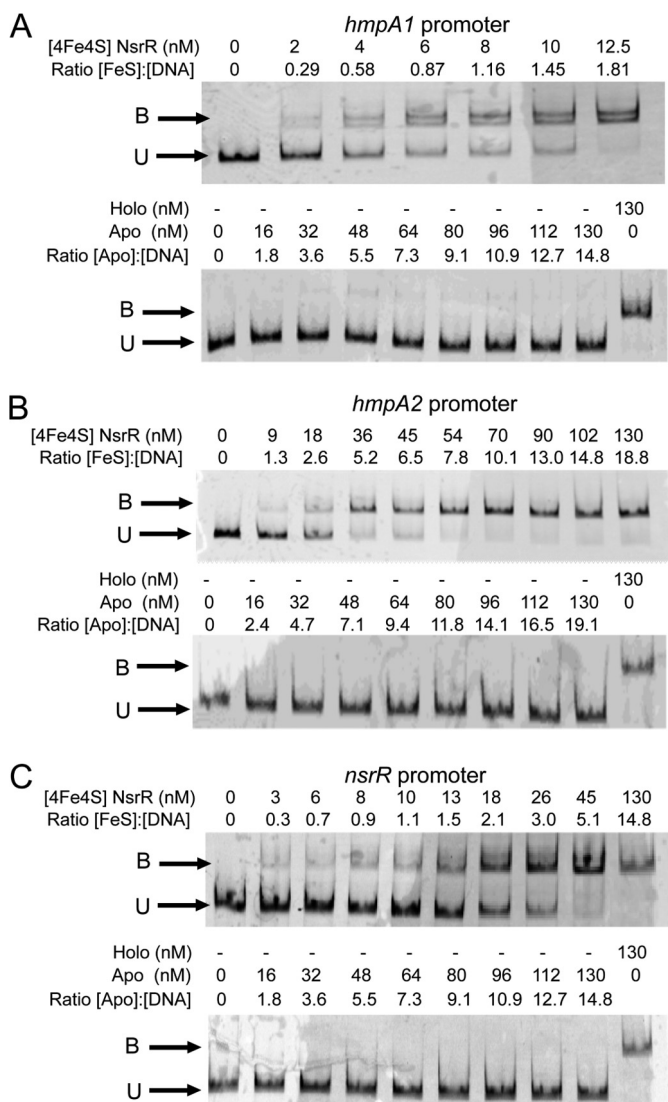 A
hmpA1 promoter
[4Fe4S] NsrR (nM) 0 2 4 6 8 10 12.5
Ratio [FeS]:[DNA] 0 0.29 0.58 0.87 1.16 1.45 1.81
B
U
Holo (nM) - - - - - - - - - 130
Apo (nM) 0 16 32 48 64 80 96 112 130 0
Ratio [Apo]:[DNA] 0 1.8 3.6 5.5 7.3 9.1 10.9 12.7 14.8
B
U
B
hmpA2 promoter
[4Fe4S] NsrR (nM) 0 9 18 36 45 54 70 90 102 130
Ratio [FeS]:[DNA] 0 1.3 2.6 5.2 6.5 7.8 10.1 13.0 14.8 18.8
B
U
Holo (nM) - - - - - - - - - 130
Apo (nM) 0 16 32 48 64 80 96 112 130 0
Ratio [Apo]:[DNA] 0 2.4 4.7 7.1 9.4 11.8 14.1 16.5 19.1
B
U
C
nsrR promoter
[4Fe4S] NsrR (nM) 0 3 6 8 10 13 18 26 45 130
Ratio [FeS]:[DNA] 0 0.3 0.7 0.9 1.1 1.5 2.1 3.0 5.1 14.8
B
U
Holo (nM) - - - - - - - - - 130
Apo (nM) 0 16 32 48 64 80 96 112 130 0
Ratio [Apo]:[DNA] 0 1.8 3.6 5.5 7.3 9.1 10.9 12.7 14.8
B
U